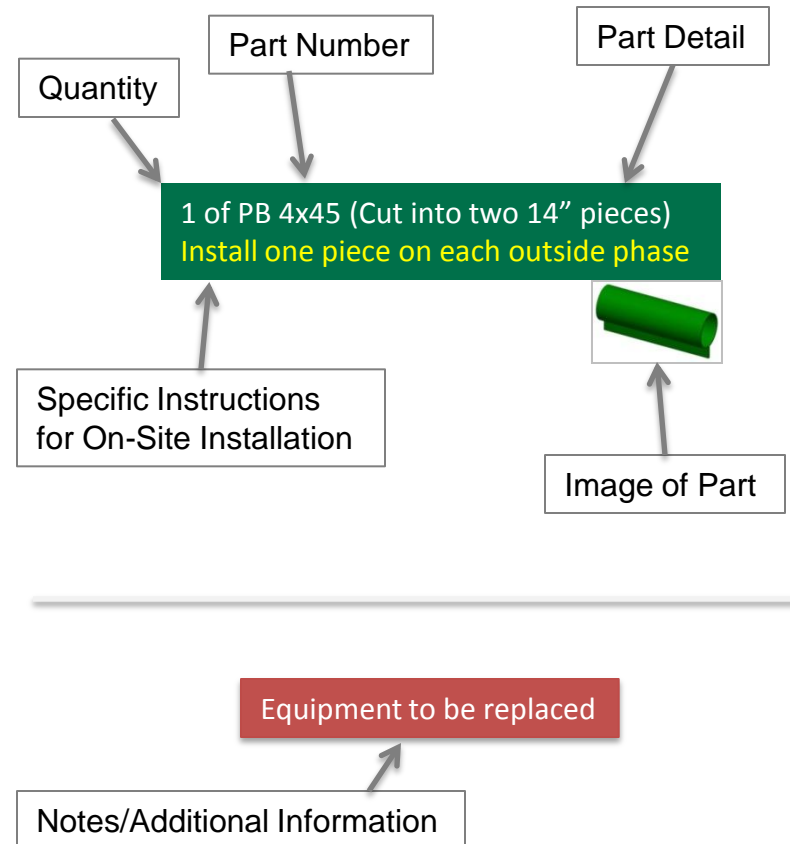 Part Number
Part Detail
Quantity
1 of PB 4x45 (Cut into two 14” pieces)
Install one piece on each outside phase
Specific Instructions
for On-Site Installation
Image of Part
Equipment to be replaced
Notes/Additional Information